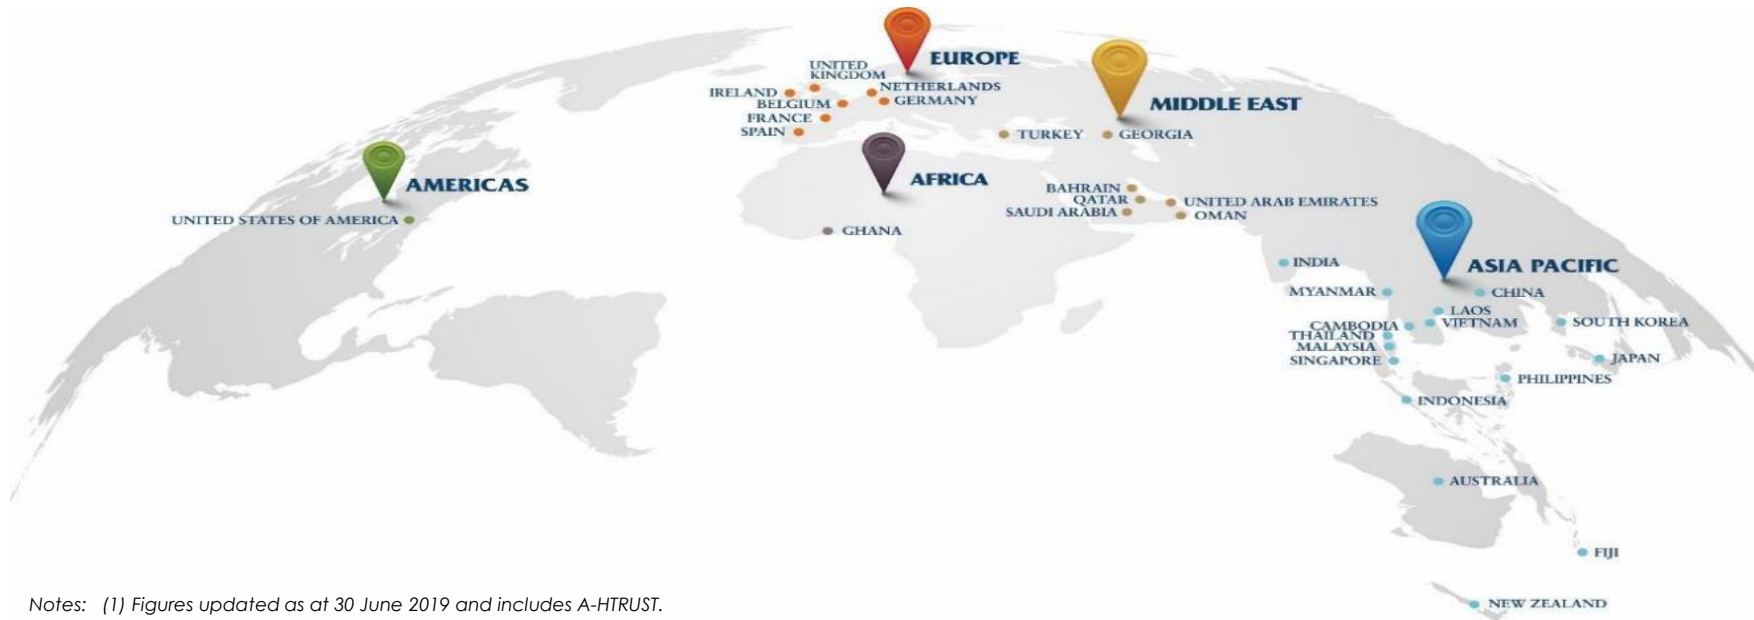 EUROPE
UNITED
KINGDOM
NETHERLANDS
IRELAND
GERMANY
BELGIUM
FRANCE
SPAIN
MIDDLE EAST
TURKEY
GEORGIA
AMERICAS
UNITED STATES OF AMERICA
AFRICA
GHANA
BAHRAIN
QATAR
SAUDI ARABIA
UNITED ARAB EMIRATES
OMAN
ASIA PACIFIC
INDIA
MYANMAR
CHINA
LAOS
CAMBODIA
VIETNAM
SOUTH KOREA
THAILAND
MALAYSIA
SINGAPORE
JAPAN
PHILIPPINES
INDONESIA
AUSTRALIA
FIJI
NEW ZEALAND
Notes: (1) Figures updated as at 30 June 2019 and includes A-HTRUST.